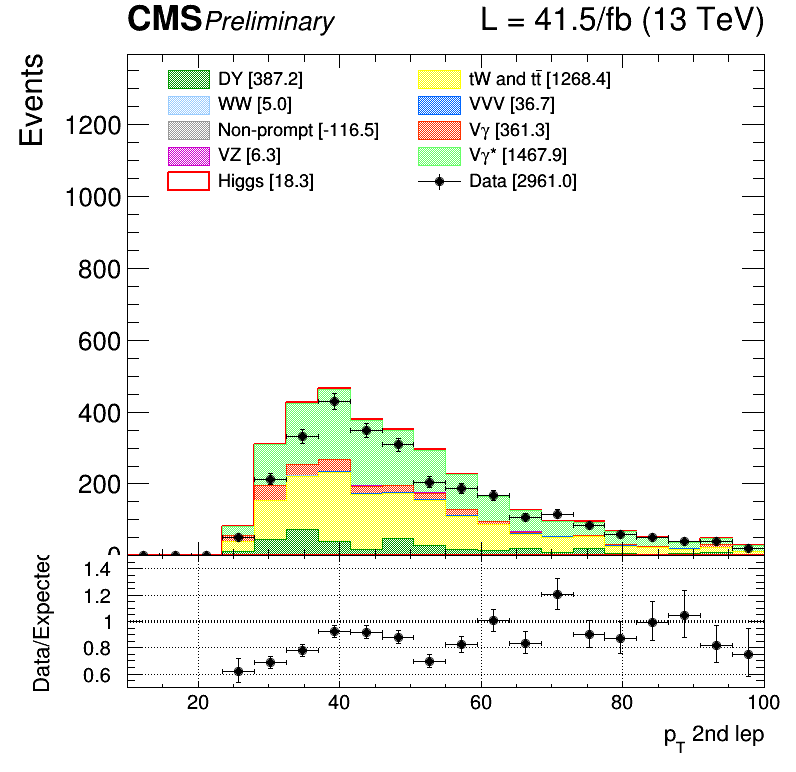 CMS Preliminary L = 41.5/fb (13 TeV)
Events
DY [387.2] tW and tt̅ [1268.4]
WW [5.0] VVV [36.7]
Non-prompt [-116.5] Vγ [361.3]
VZ [6.3] Vγ* [1467.9]
Higgs [18.3] Data [2961.0]
1200
1000
800
600
400
200
0
Data/Expected
1.4
1.2
1
0.8
0.6
20 40 60 80 100
p_T 2nd lep